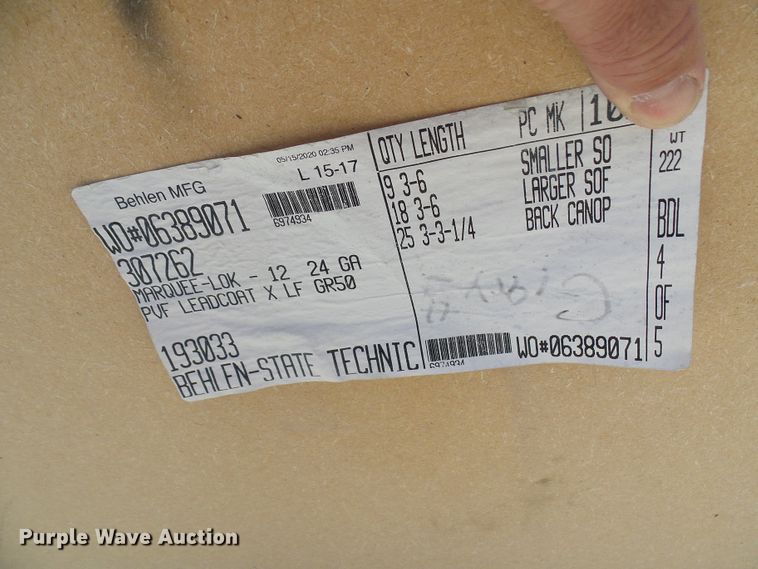 05/15/2020 02:35 PM
Behlen MFG
L 15-17
WO#06389071
6974934
307262
MARQUEE-LOK - 12 24 GA
PVF LEADCOAT X LF GR50
193033
BEHLEN-STATE TECHNIC
QTY LENGTH PC MK
9 3-6 SMALLER SO
18 3-6 LARGER SOF
25 3-3-1/4 BACK CANOP
6974934
WO#06389071
WT
222
BDL
4
OF
5
Purple Wave Auction